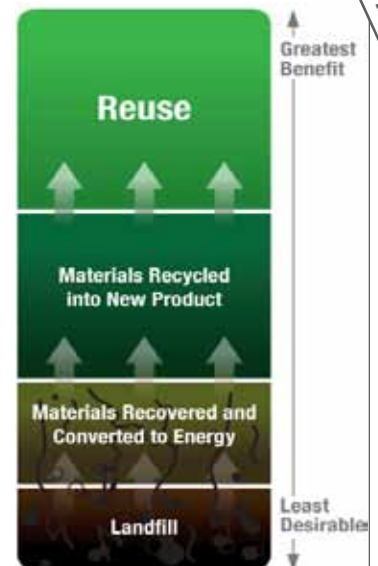 Greatest
Benefit
Reuse
Materials Recycled
into New Product
Materials Recovered and
Converted to Energy
Landfill
Least
Desirable